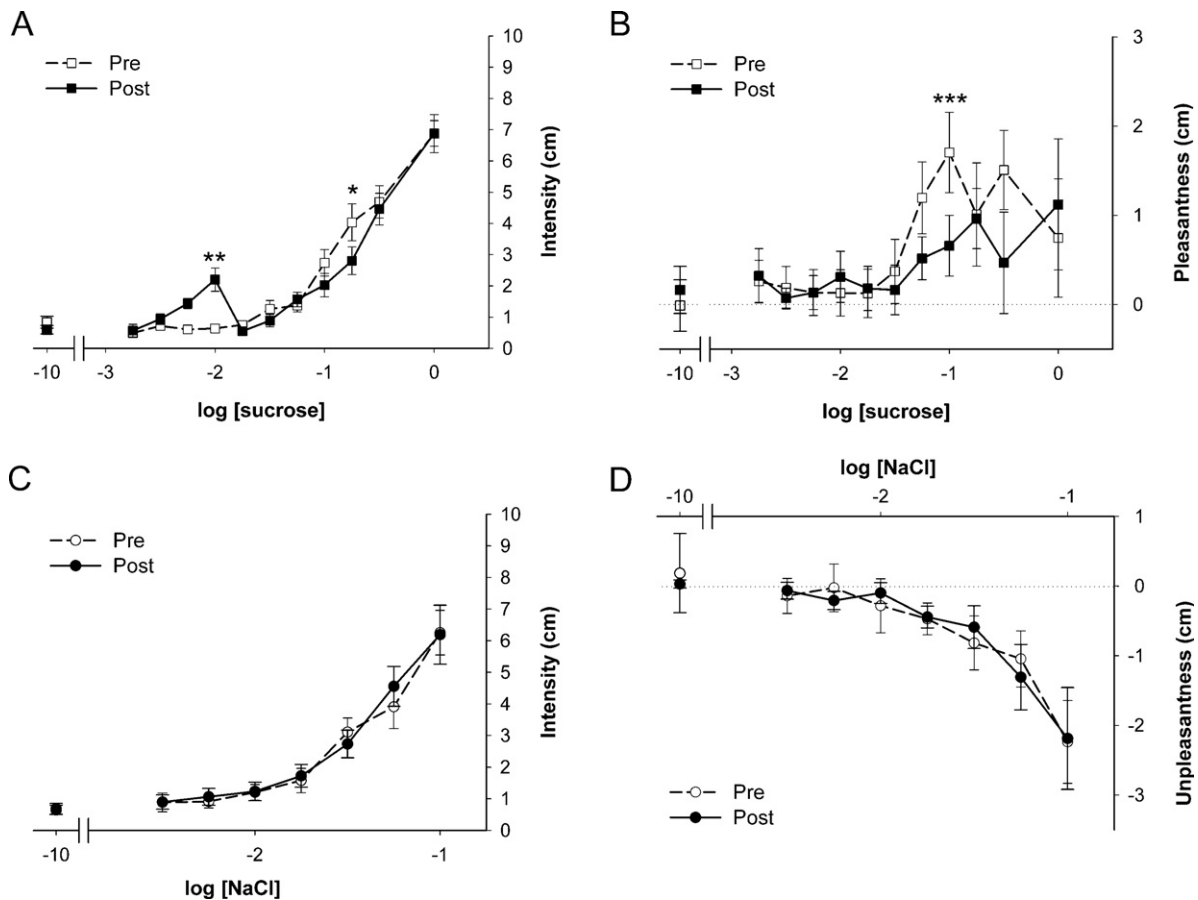 A
Pre
Post
**
*
10
9
8
7
6
5
4
3
2
1
0
Intensity (cm)
-10
-3
-2
-1
0
log [sucrose]
B
Pre
Post
***
3
2
1
0
Pleasantness (cm)
-10
-3
-2
-1
0
log [sucrose]
C
Pre
Post
10
9
8
7
6
5
4
3
2
1
0
Intensity (cm)
-10
-2
-1
log [NaCl]
D
log [NaCl]
-10
-2
-1
1
0
-1
-2
-3
Unpleasantness (cm)
Pre
Post